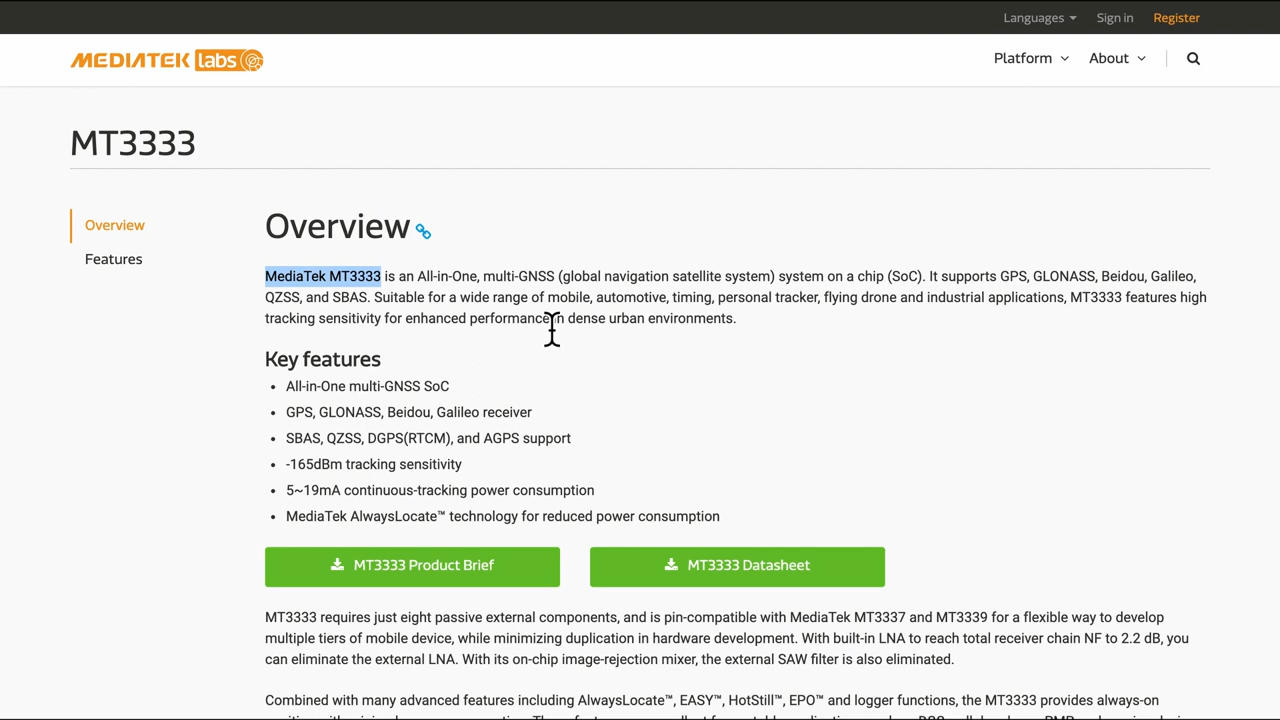 Languages
Sign in
Register
MEDIATEK labs
Platform
About
MT3333
Overview
Features
Overview
MediaTek MT3333 is an All-in-One, multi-GNSS (global navigation satellite system) system on a chip (SoC). It supports GPS, GLONASS, Beidou, Galileo,
QZSS, and SBAS. Suitable for a wide range of mobile, automotive, timing, personal tracker, flying drone and industrial applications, MT3333 features high
tracking sensitivity for enhanced performance in dense urban environments.
Key features
• All-in-One multi-GNSS SoC
• GPS, GLONASS, Beidou, Galileo receiver
• SBAS, QZSS, DGPS(RTCM), and AGPS support
• -165dBm tracking sensitivity
• 5~19mA continuous-tracking power consumption
• MediaTek AlwaysLocate™ technology for reduced power consumption
MT3333 Product Brief
MT3333 Datasheet
MT3333 requires just eight passive external components, and is pin-compatible with MediaTek MT3337 and MT3339 for a flexible way to develop
multiple tiers of mobile device, while minimizing duplication in hardware development. With built-in LNA to reach total receiver chain NF to 2.2 dB, you
can eliminate the external LNA. With its on-chip image-rejection mixer, the external SAW filter is also eliminated.
Combined with many advanced features including AlwaysLocate™, EASY™, HotStill™, EPO™ and logger functions, the MT3333 provides always-on